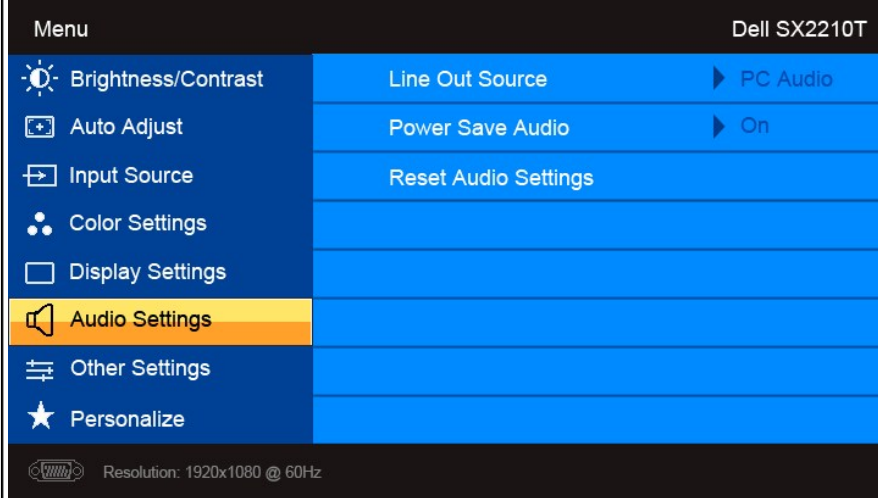 Menu Dell SX2210T
Brightness/Contrast Line Out Source PC Audio
Auto Adjust Power Save Audio On
Input Source Reset Audio Settings
Color Settings
Display Settings
Audio Settings
Other Settings
Personalize
Resolution: 1920x1080 @ 60Hz